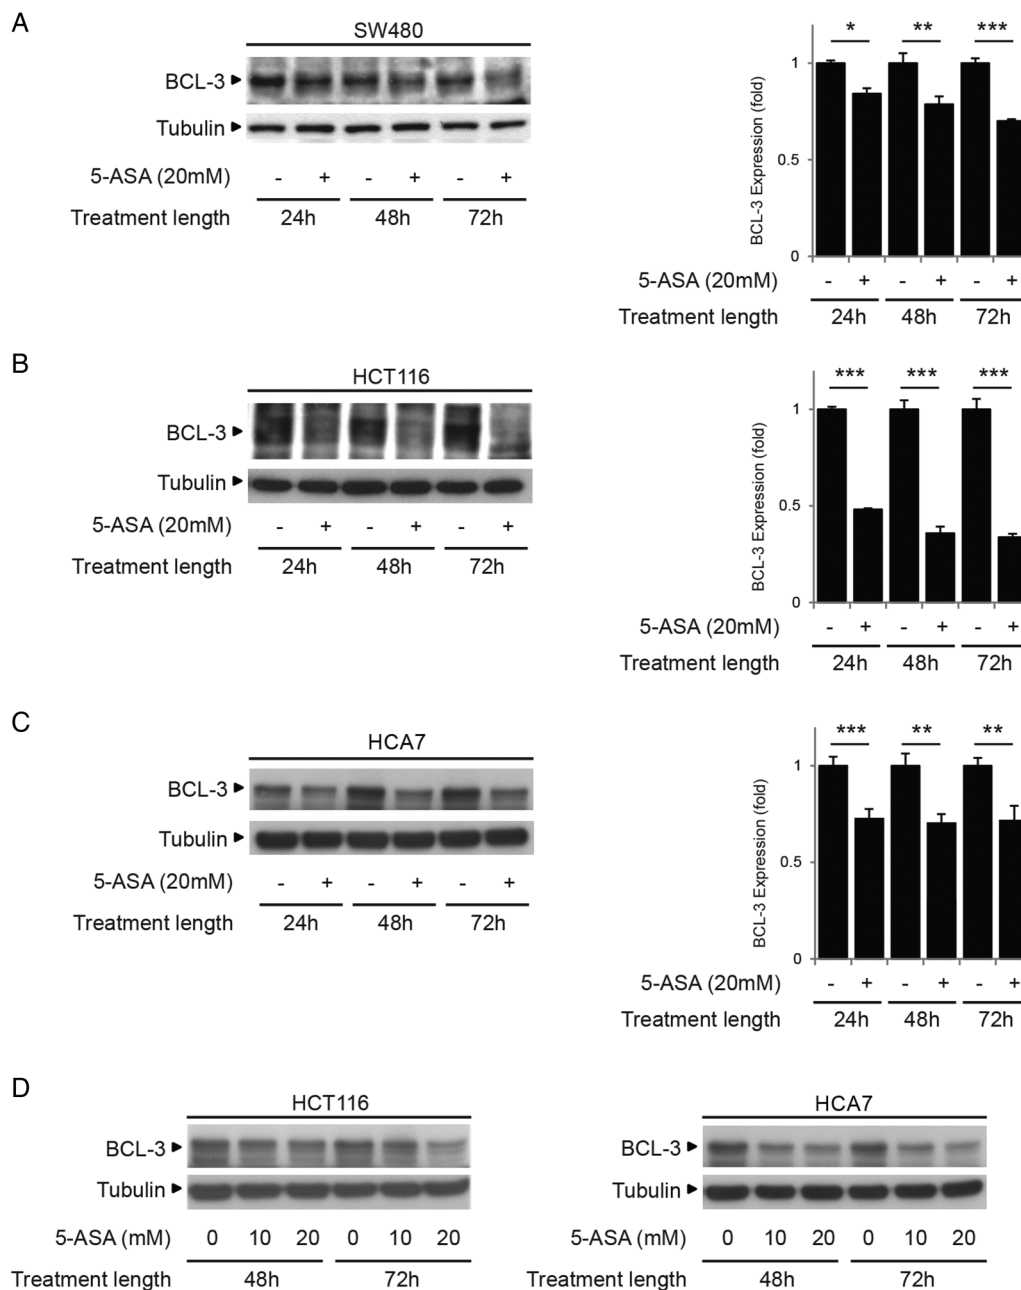 A
SW480
BCL-3
Tubulin
5-ASA (20mM) - + - + - +
Treatment length 24h 48h 72h
* ** ***
BCL-3 Expression (fold)
1
0.5
0
5-ASA (20mM) - + - + - +
Treatment length 24h 48h 72h
B
HCT116
BCL-3
Tubulin
5-ASA (20mM) - + - + - +
Treatment length 24h 48h 72h
*** *** ***
BCL-3 Expression (fold)
1
0.5
0
5-ASA (20mM) - + - + - +
Treatment length 24h 48h 72h
C
HCA7
BCL-3
Tubulin
5-ASA (20mM) - + - + - +
Treatment length 24h 48h 72h
*** ** **
BCL-3 Expression (fold)
1
0.5
0
5-ASA (20mM) - + - + - +
Treatment length 24h 48h 72h
D
HCT116
BCL-3
Tubulin
5-ASA (mM) 0 10 20 0 10 20
Treatment length 48h 72h
HCA7
BCL-3
Tubulin
5-ASA (mM) 0 10 20 0 10 20
Treatment length 48h 72h